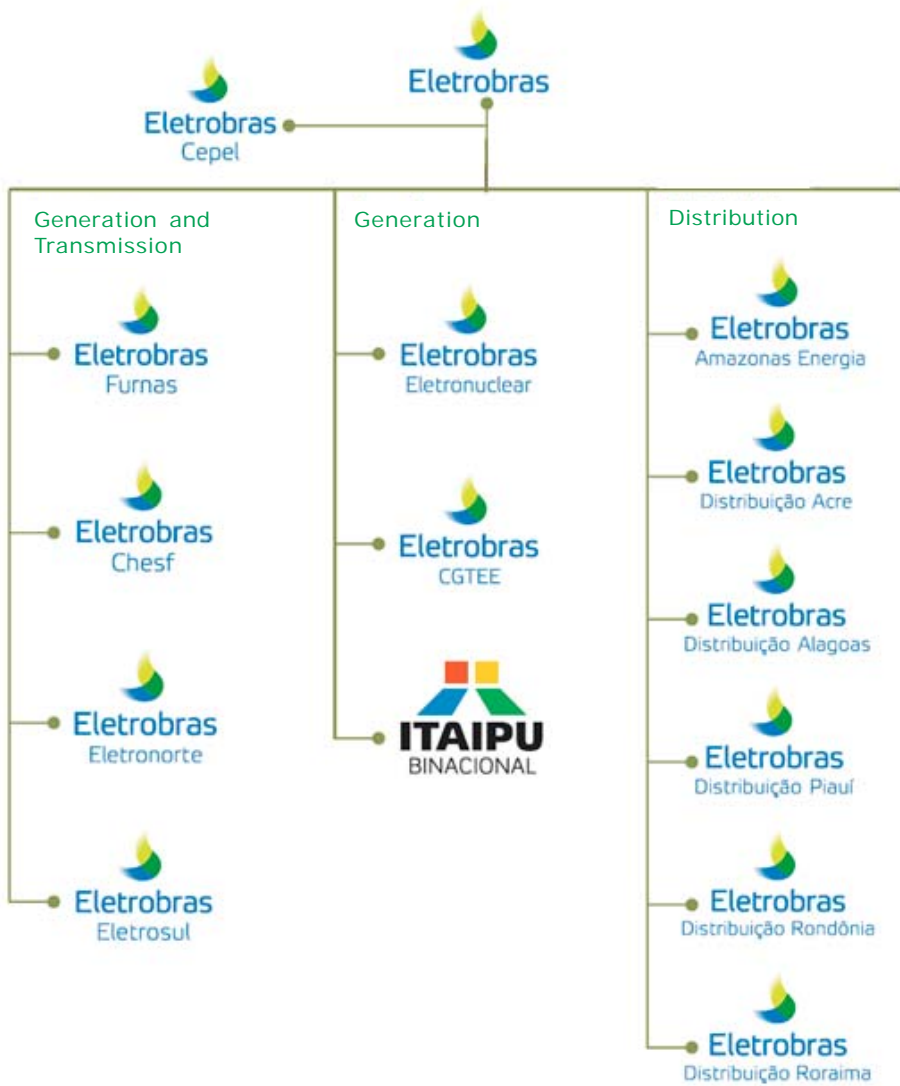 Eletrobras
Eletrobras
Cepel
Generation and
Transmission
Eletrobras
Furnas
Eletrobras
Chesf
Eletrobras
Eletronorte
Eletrobras
Eletrosul
Generation
Eletrobras
Eletronuclear
Eletrobras
CGTEE
ITAIPU
BINACIONAL
Distribution
Eletrobras
Amazonas Energia
Eletrobras
Distribuição Acre
Eletrobras
Distribuição Alagoas
Eletrobras
Distribuição Piauí
Eletrobras
Distribuição Rondônia
Eletrobras
Distribuição Roraima